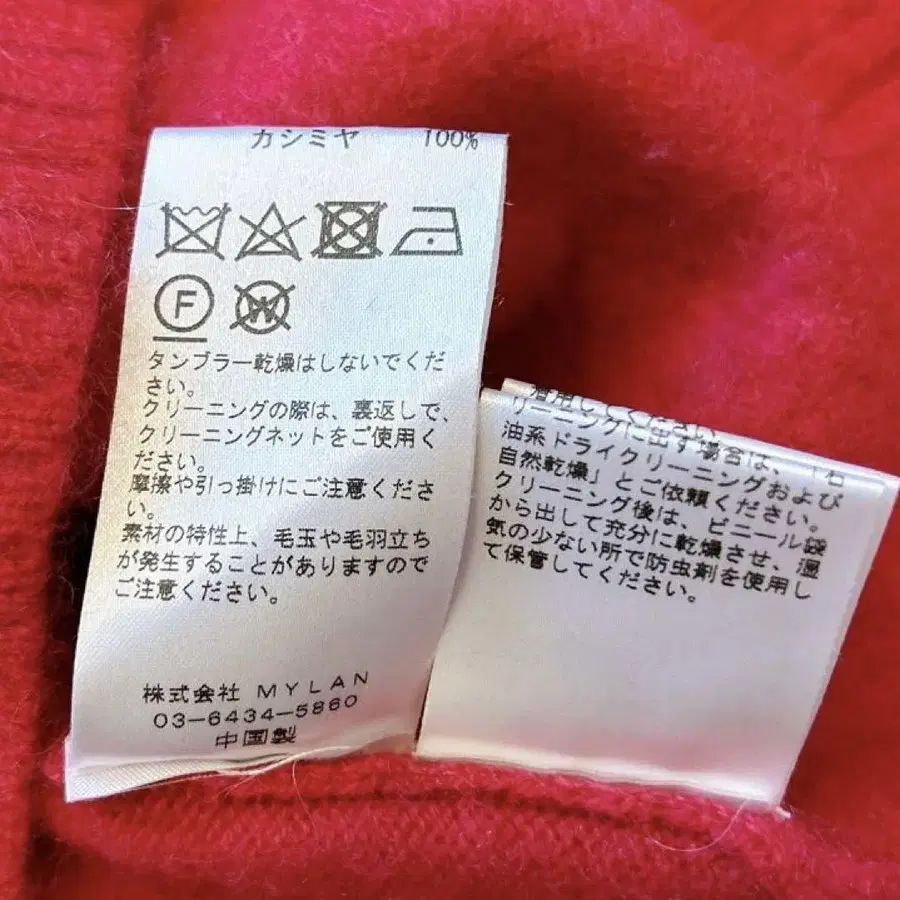 カシミヤ 100%
F
W
タンブラー乾燥はしないでくだ
さい。
クリーニングの際は、裏返しで、
クリーニングネットをご使用く
ださい。
摩擦や引っ掛けにご注意くださ
い。
素材の特性上、毛玉や毛羽立ち
が発生することがありますので
ご注意ください。
株式会社 MYLAN
03-6434-5860
中国製
着用してください。
リーニングに出す場合は、「石
油系ドライクリーニングおよび
自然乾燥」とご依頼ください。
クリーニング後は、ビニール袋
から出して充分に乾燥させ、湿
気の少ない所で防虫剤を使用し
て保管してください。